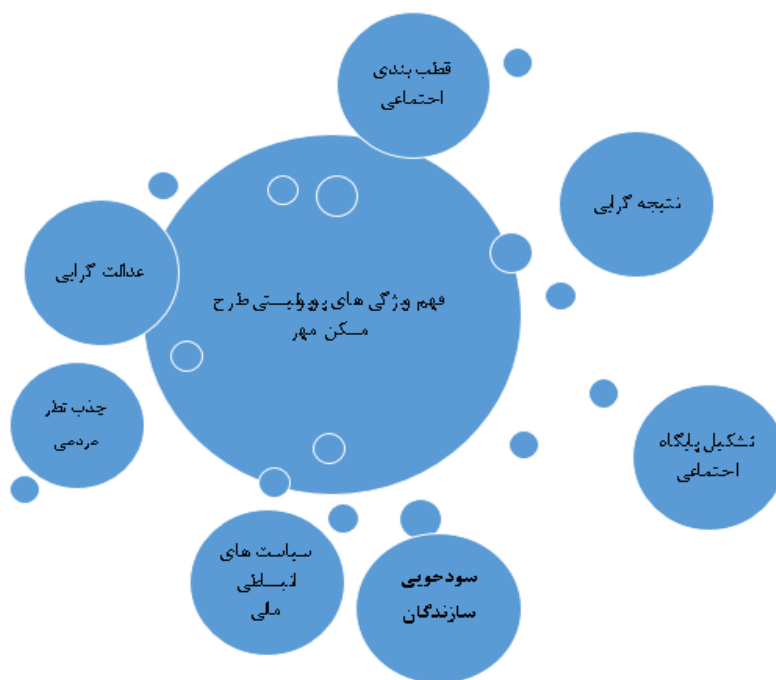 قطب بندی
اجتماعی
نتیجه گرایی
عدالت گرایی
فهم ویژگی های پوپولیستی طرح
مسکن مهر
جذب نظر
مردمی
تشکیل پایگاه
اجتماعی
سیاست های
انبساطی
مالی
سودجویی
سازندگان